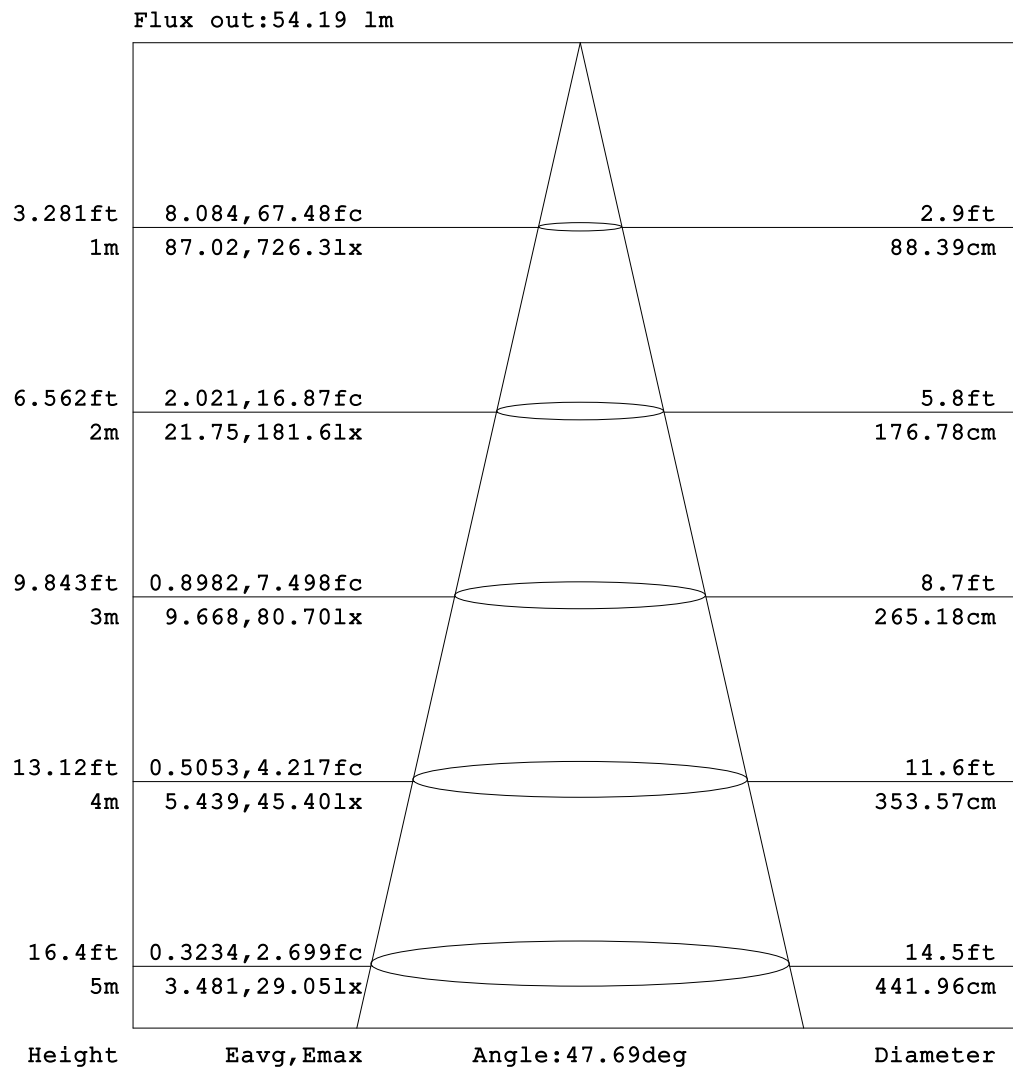 Flux out:54.19 lm
3.281ft 8.084,67.48fc 2.9ft
1m 87.02,726.3lx 88.39cm
6.562ft 2.021,16.87fc 5.8ft
2m 21.75,181.6lx 176.78cm
9.843ft 0.8982,7.498fc 8.7ft
3m 9.668,80.70lx 265.18cm
13.12ft 0.5053,4.217fc 11.6ft
4m 5.439,45.40lx 353.57cm
16.4ft 0.3234,2.699fc 14.5ft
5m 3.481,29.05lx 441.96cm
Height Eavg,Emax Angle:47.69deg Diameter